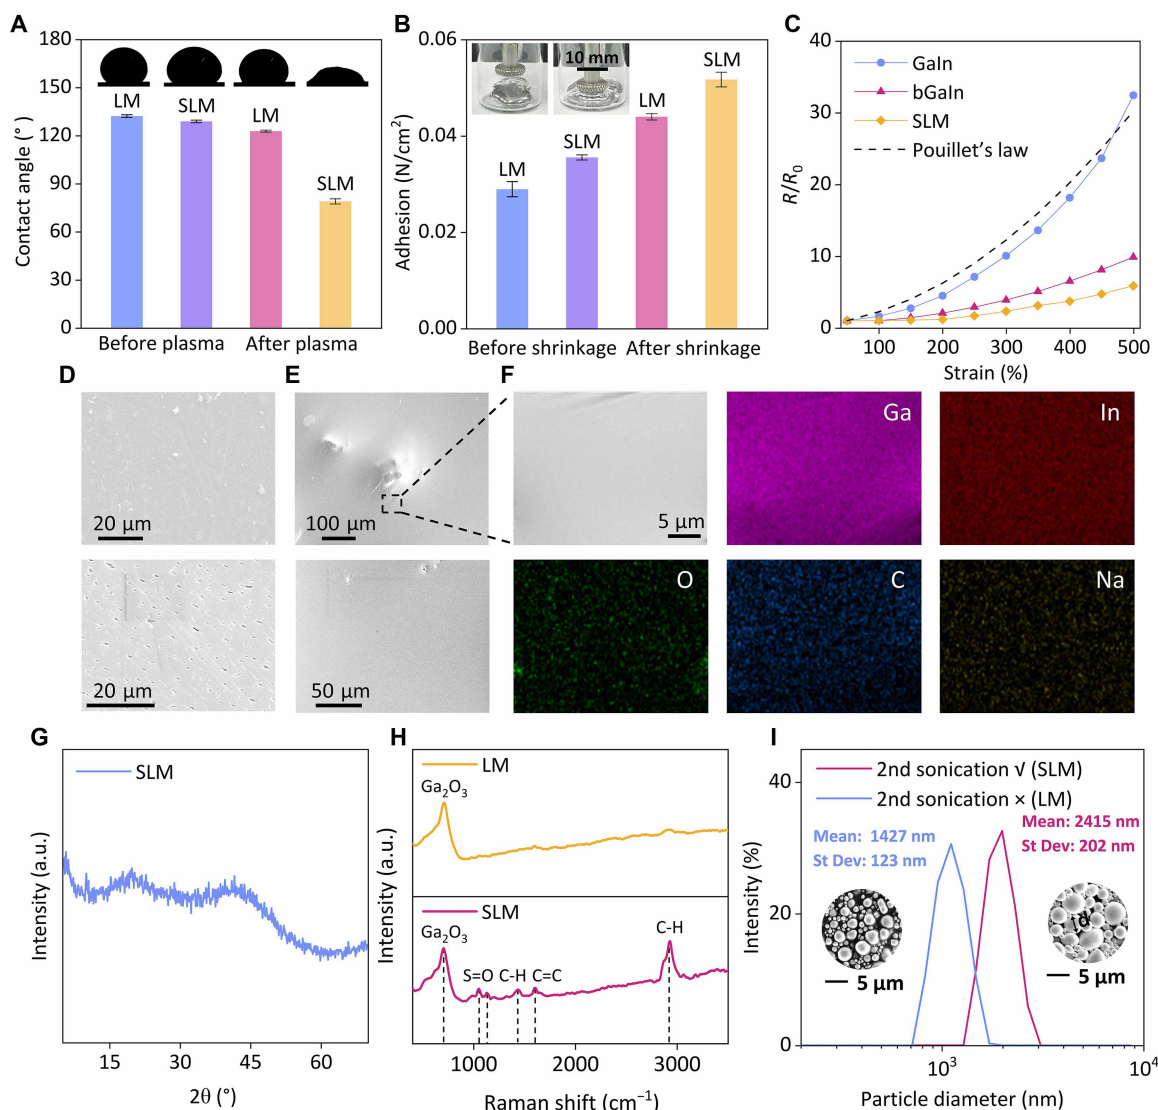 A
180
150
120
90
60
30
0
Contact angle (°)
LM
SLM
LM
SLM
Before plasma
After plasma
B
0.06
0.04
0.02
0.00
Adhesion (N/cm²)
10 mm
LM
SLM
LM
SLM
Before shrinkage
After shrinkage
C
40
30
20
10
0
R/R₀
GaIn
bGaIn
SLM
Pouillet's law
100
200
300
400
500
Strain (%)
D
20 μm
20 μm
E
100 μm
50 μm
F
5 μm
Ga
In
O
C
Na
G
SLM
Intensity (a.u.)
15
30
45
60
2θ (°)
H
LM
Ga₂O₃
SLM
Ga₂O₃
S=O
C-H
C=C
C-H
Intensity (a.u.)
1000
2000
3000
Raman shift (cm⁻¹)
I
40
20
0
Intensity (%)
2nd sonication √ (SLM)
2nd sonication × (LM)
Mean: 1427 nm
St Dev: 123 nm
Mean: 2415 nm
St Dev: 202 nm
d
5 μm
5 μm
10³
10⁴
Particle diameter (nm)